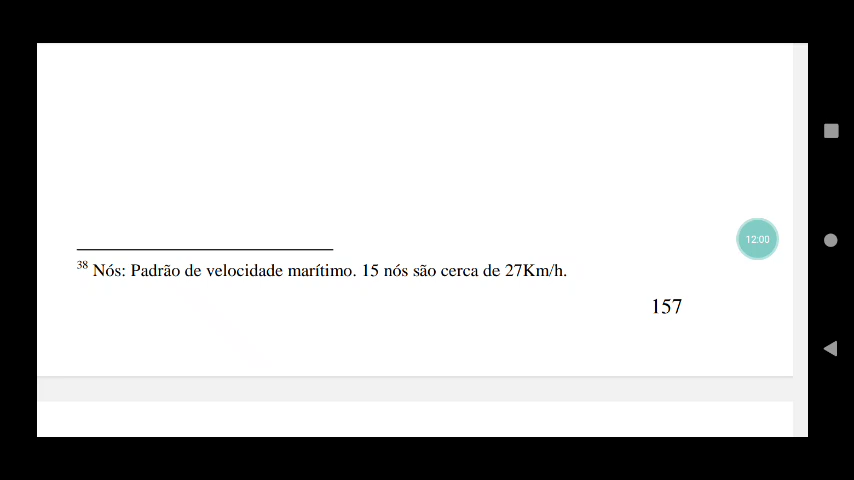 12:00
³⁸ Nós: Padrão de velocidade marítimo. 15 nós são cerca de 27Km/h.
157